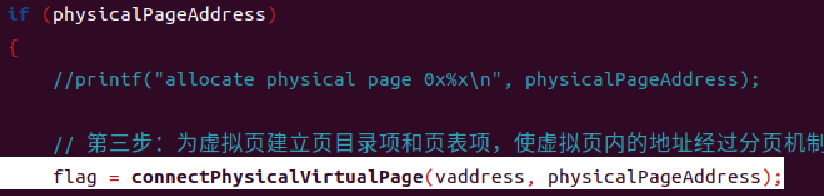 if (physicalPageAddress)
{
//printf("allocate physical page 0x%x\n", physicalPageAddress);
// 第三步：为虚拟页建立页目录项和页表项，使虚拟页内的地址经过分页机制
flag = connectPhysicalVirtualPage(vaddress, physicalPageAddress);